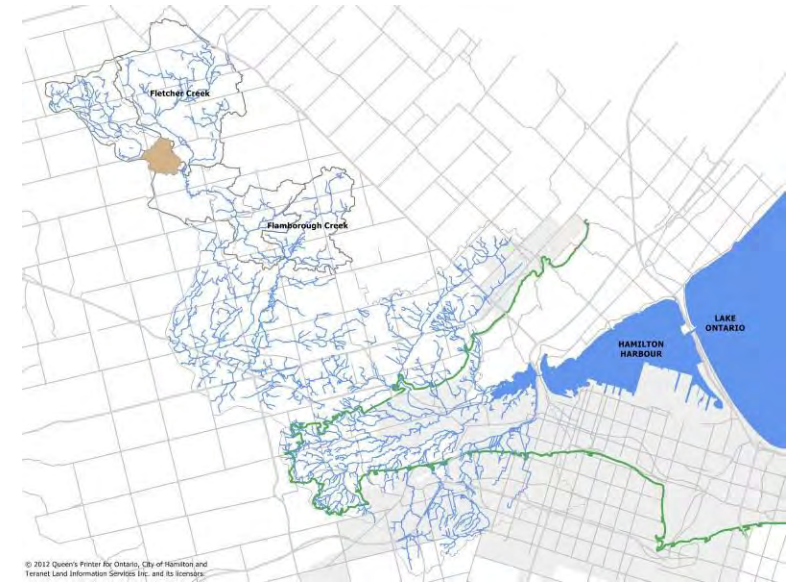 Fletcher Creek
Flamborough Creek
LAKE
ONTARIO
HAMILTON
HARBOUR
© 2012 Queen's Printer for Ontario, City of Hamilton and
Teranet Land Information Services Inc. and its licensors.